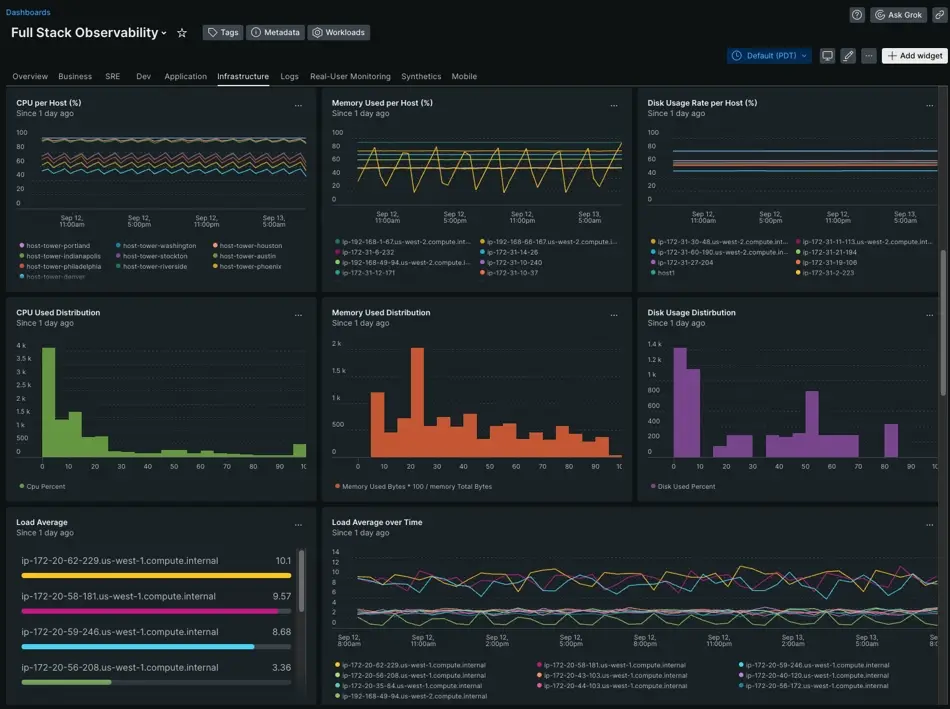 Dashboards
Full Stack Observability
Tags
Metadata
Workloads
Ask Grok
Default (PDT)
Add widget
Overview
Business
SRE
Dev
Application
Infrastructure
Logs
Real-User Monitoring
Synthetics
Mobile
CPU per Host (%)
Since 1 day ago
100
80
60
40
20
0
Sep 12, 11:00am
Sep 12, 5:00pm
Sep 12, 11:00pm
Sep 13, 5:00am
host-tower-portland
host-tower-washington
host-tower-houston
host-tower-indianapolis
host-tower-stockton
host-tower-austin
host-tower-philadelphia
host-tower-riverside
host-tower-phoenix
host-tower-denver
Memory Used per Host (%)
Since 1 day ago
100
80
60
40
20
0
Sep 12, 11:00am
Sep 12, 5:00pm
Sep 12, 11:00pm
Sep 13, 5:00am
ip-192-168-1-67.us-west-2.compute.int...
ip-192-168-66-167.us-west-2.compute.i...
ip-172-31-6-232
ip-172-31-14-26
ip-192-168-49-94.us-west-2.compute.i...
ip-172-31-10-240
ip-172-31-12-171
ip-172-31-10-37
Disk Usage Rate per Host (%)
Since 1 day ago
100
80
60
40
20
0
Sep 12, 11:00am
Sep 12, 5:00pm
Sep 12, 11:00pm
Sep 13, 5:00am
ip-172-31-30-48.us-west-2.compute.int...
ip-172-31-11-113.us-west-2.compute.int...
ip-172-31-60-190.us-west-2.compute.in...
ip-172-31-21-194
ip-172-31-27-204
ip-172-31-19-106
host1
ip-172-31-2-223
CPU Used Distribution
Since 1 day ago
4 k
3.5 k
3 k
2.5 k
2 k
1.5 k
1 k
500
0
0 10 20 30 40 50 60 70 80 90 10
Cpu Percent
Memory Used Distribution
Since 1 day ago
2 k
1.5 k
1 k
500
0
0 10 20 30 40 50 60 70 80 90 10
Memory Used Bytes * 100 / memory Total Bytes
Disk Usage Distirbution
Since 1 day ago
1.4 k
1.2 k
1 k
800
600
400
200
0
0 10 20 30 40 50 60 70 80 90 10
Disk Used Percent
Load Average
Since 1 day ago
ip-172-20-62-229.us-west-1.compute.internal 10.1
ip-172-20-58-181.us-west-1.compute.internal 9.57
ip-172-20-59-246.us-west-1.compute.internal 8.68
ip-172-20-56-208.us-west-1.compute.internal 3.36
Load Average over Time
Since 1 day ago
14
12
10
8
6
4
2
0
Sep 12, 8:00am
Sep 12, 11:00am
Sep 12, 2:00pm
Sep 12, 5:00pm
Sep 12, 8:00pm
Sep 12, 11:00pm
Sep 13, 2:00am
Sep 13, 5:00am
ip-172-20-62-229.us-west-1.compute.internal
ip-172-20-58-181.us-west-1.compute.internal
ip-172-20-59-246.us-west-1.compute.internal
ip-172-20-56-208.us-west-1.compute.internal
ip-172-20-43-103.us-west-1.compute.internal
ip-172-20-40-120.us-west-1.compute.internal
ip-172-20-35-84.us-west-1.compute.internal
ip-172-20-44-103.us-west-1.compute.internal
ip-172-20-56-172.us-west-1.compute.internal
ip-192-168-49-94.us-west-2.compute.internal